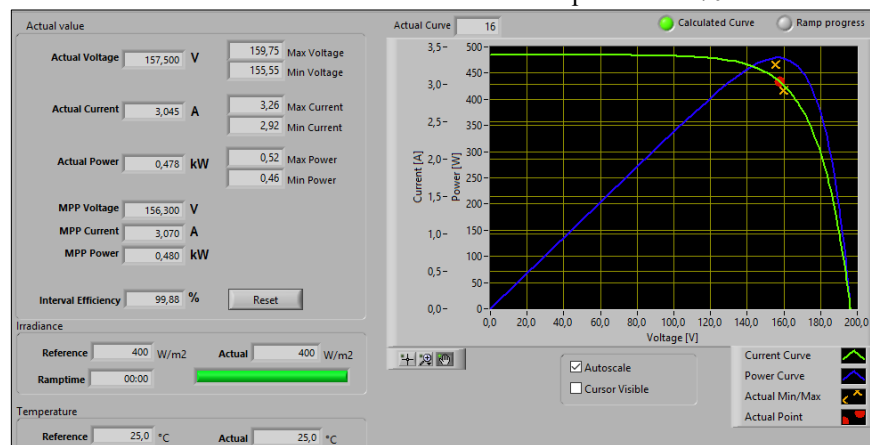 Actual value
Actual Voltage 157,500 V
159,75 Max Voltage
155,55 Min Voltage
Actual Current 3,045 A
3,26 Max Current
2,92 Min Current
Actual Power 0,478 kW
0,52 Max Power
0,46 Min Power
MPP Voltage 156,300 V
MPP Current 3,070 A
MPP Power 0,480 kW
Interval Efficiency 99,88 %
Reset
Irradiance
Reference 400 W/m2 Actual 400 W/m2
Ramptime 00:00
Temperature
Reference 25,0 °C Actual 25,0 °C
Actual Curve 16
Calculated Curve
Ramp progress
Current [A]
3,5-
3,0-
2,5-
2,0-
1,5-
1,0-
0,5-
0,0-
Power [W]
500-
450-
400-
350-
300-
250-
200-
150-
100-
50-
0,0 20,0 40,0 60,0 80,0 100,0 120,0 140,0 160,0 180,0 200,0
Voltage [V]
Autoscale
Cursor Visible
Current Curve
Power Curve
Actual Min/Max
Actual Point